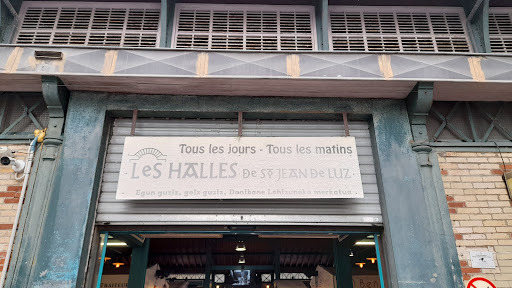 Tous les jours - Tous les matins
LES HALLES DE ST JEAN DE LUZ
Egun guziz, goiz guziz, Donibane Lohizuneko merkatua
TRAITEUR